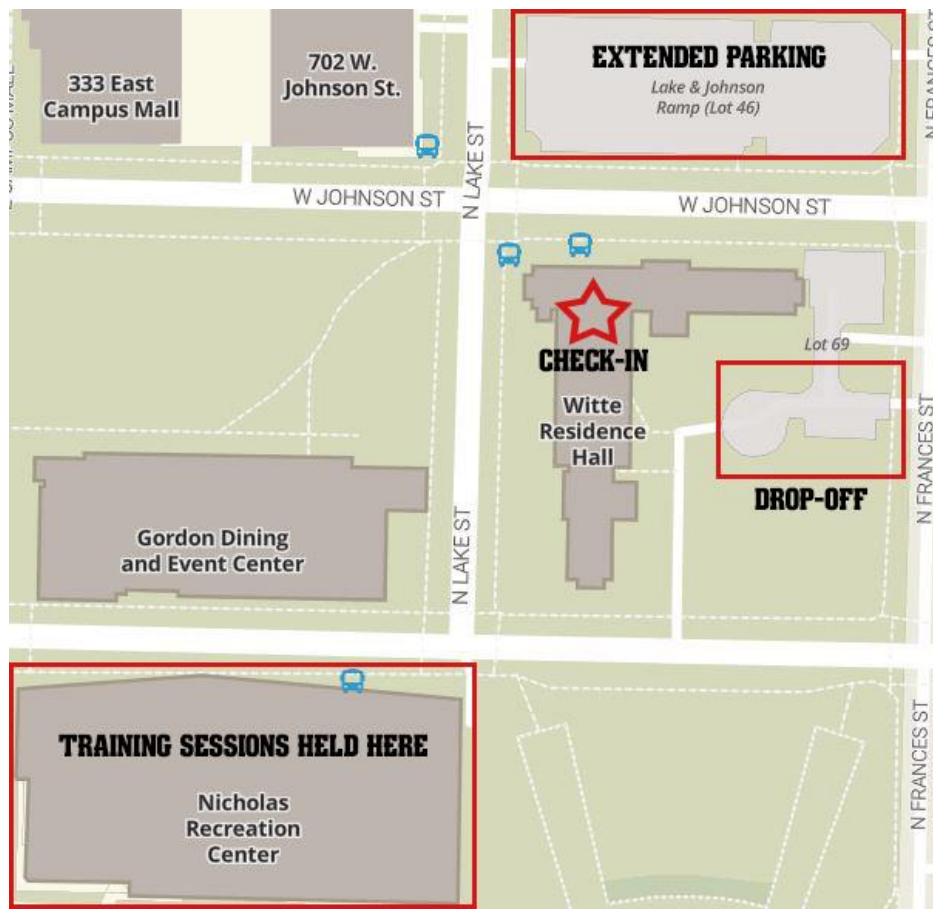 333 East
Campus Mall
702 W.
Johnson St.
EXTENDED PARKING
Lake & Johnson
Ramp (Lot 46)
N FRANCES ST
N LAKE ST
W JOHNSON ST
W JOHNSON ST
CHECK-IN
Lot 69
Witte
Residence
Hall
DROP-OFF
N FRANCES ST
Gordon Dining
and Event Center
N LAKE ST
TRAINING SESSIONS HELD HERE
Nicholas
Recreation
Center
N FRANCES ST